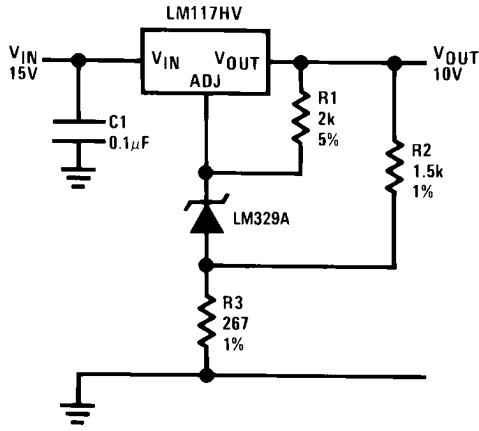 LM117HV
VIN
15V
VIN
VOUT
ADJ
VOUT
10V
C1
0.1μF
R1
2k
5%
R2
1.5k
1%
LM329A
R3
267
1%